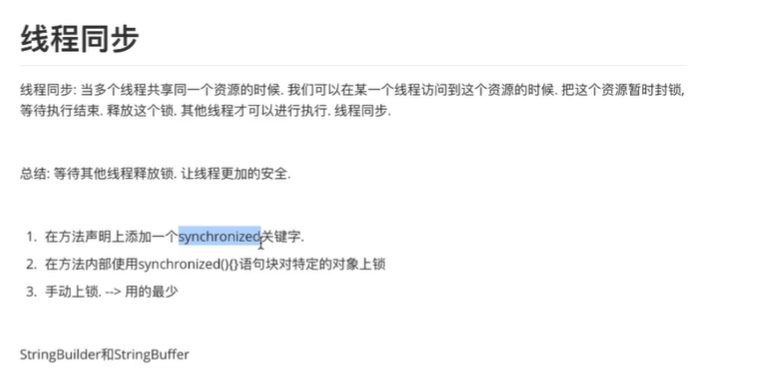 线程同步
线程同步: 当多个线程共享同一个资源的时候. 我们可以在某一个线程访问到这个资源的时候. 把这个资源暂时封锁,
等待执行结束. 释放这个锁. 其他线程才可以进行执行. 线程同步.
总结: 等待其他线程释放锁. 让线程更加的安全.
1. 在方法声明上添加一个synchronized关键字.
2. 在方法内部使用synchronized(){}语句块对特定的对象上锁
3. 手动上锁. --> 用的最少
StringBuilder和StringBuffer